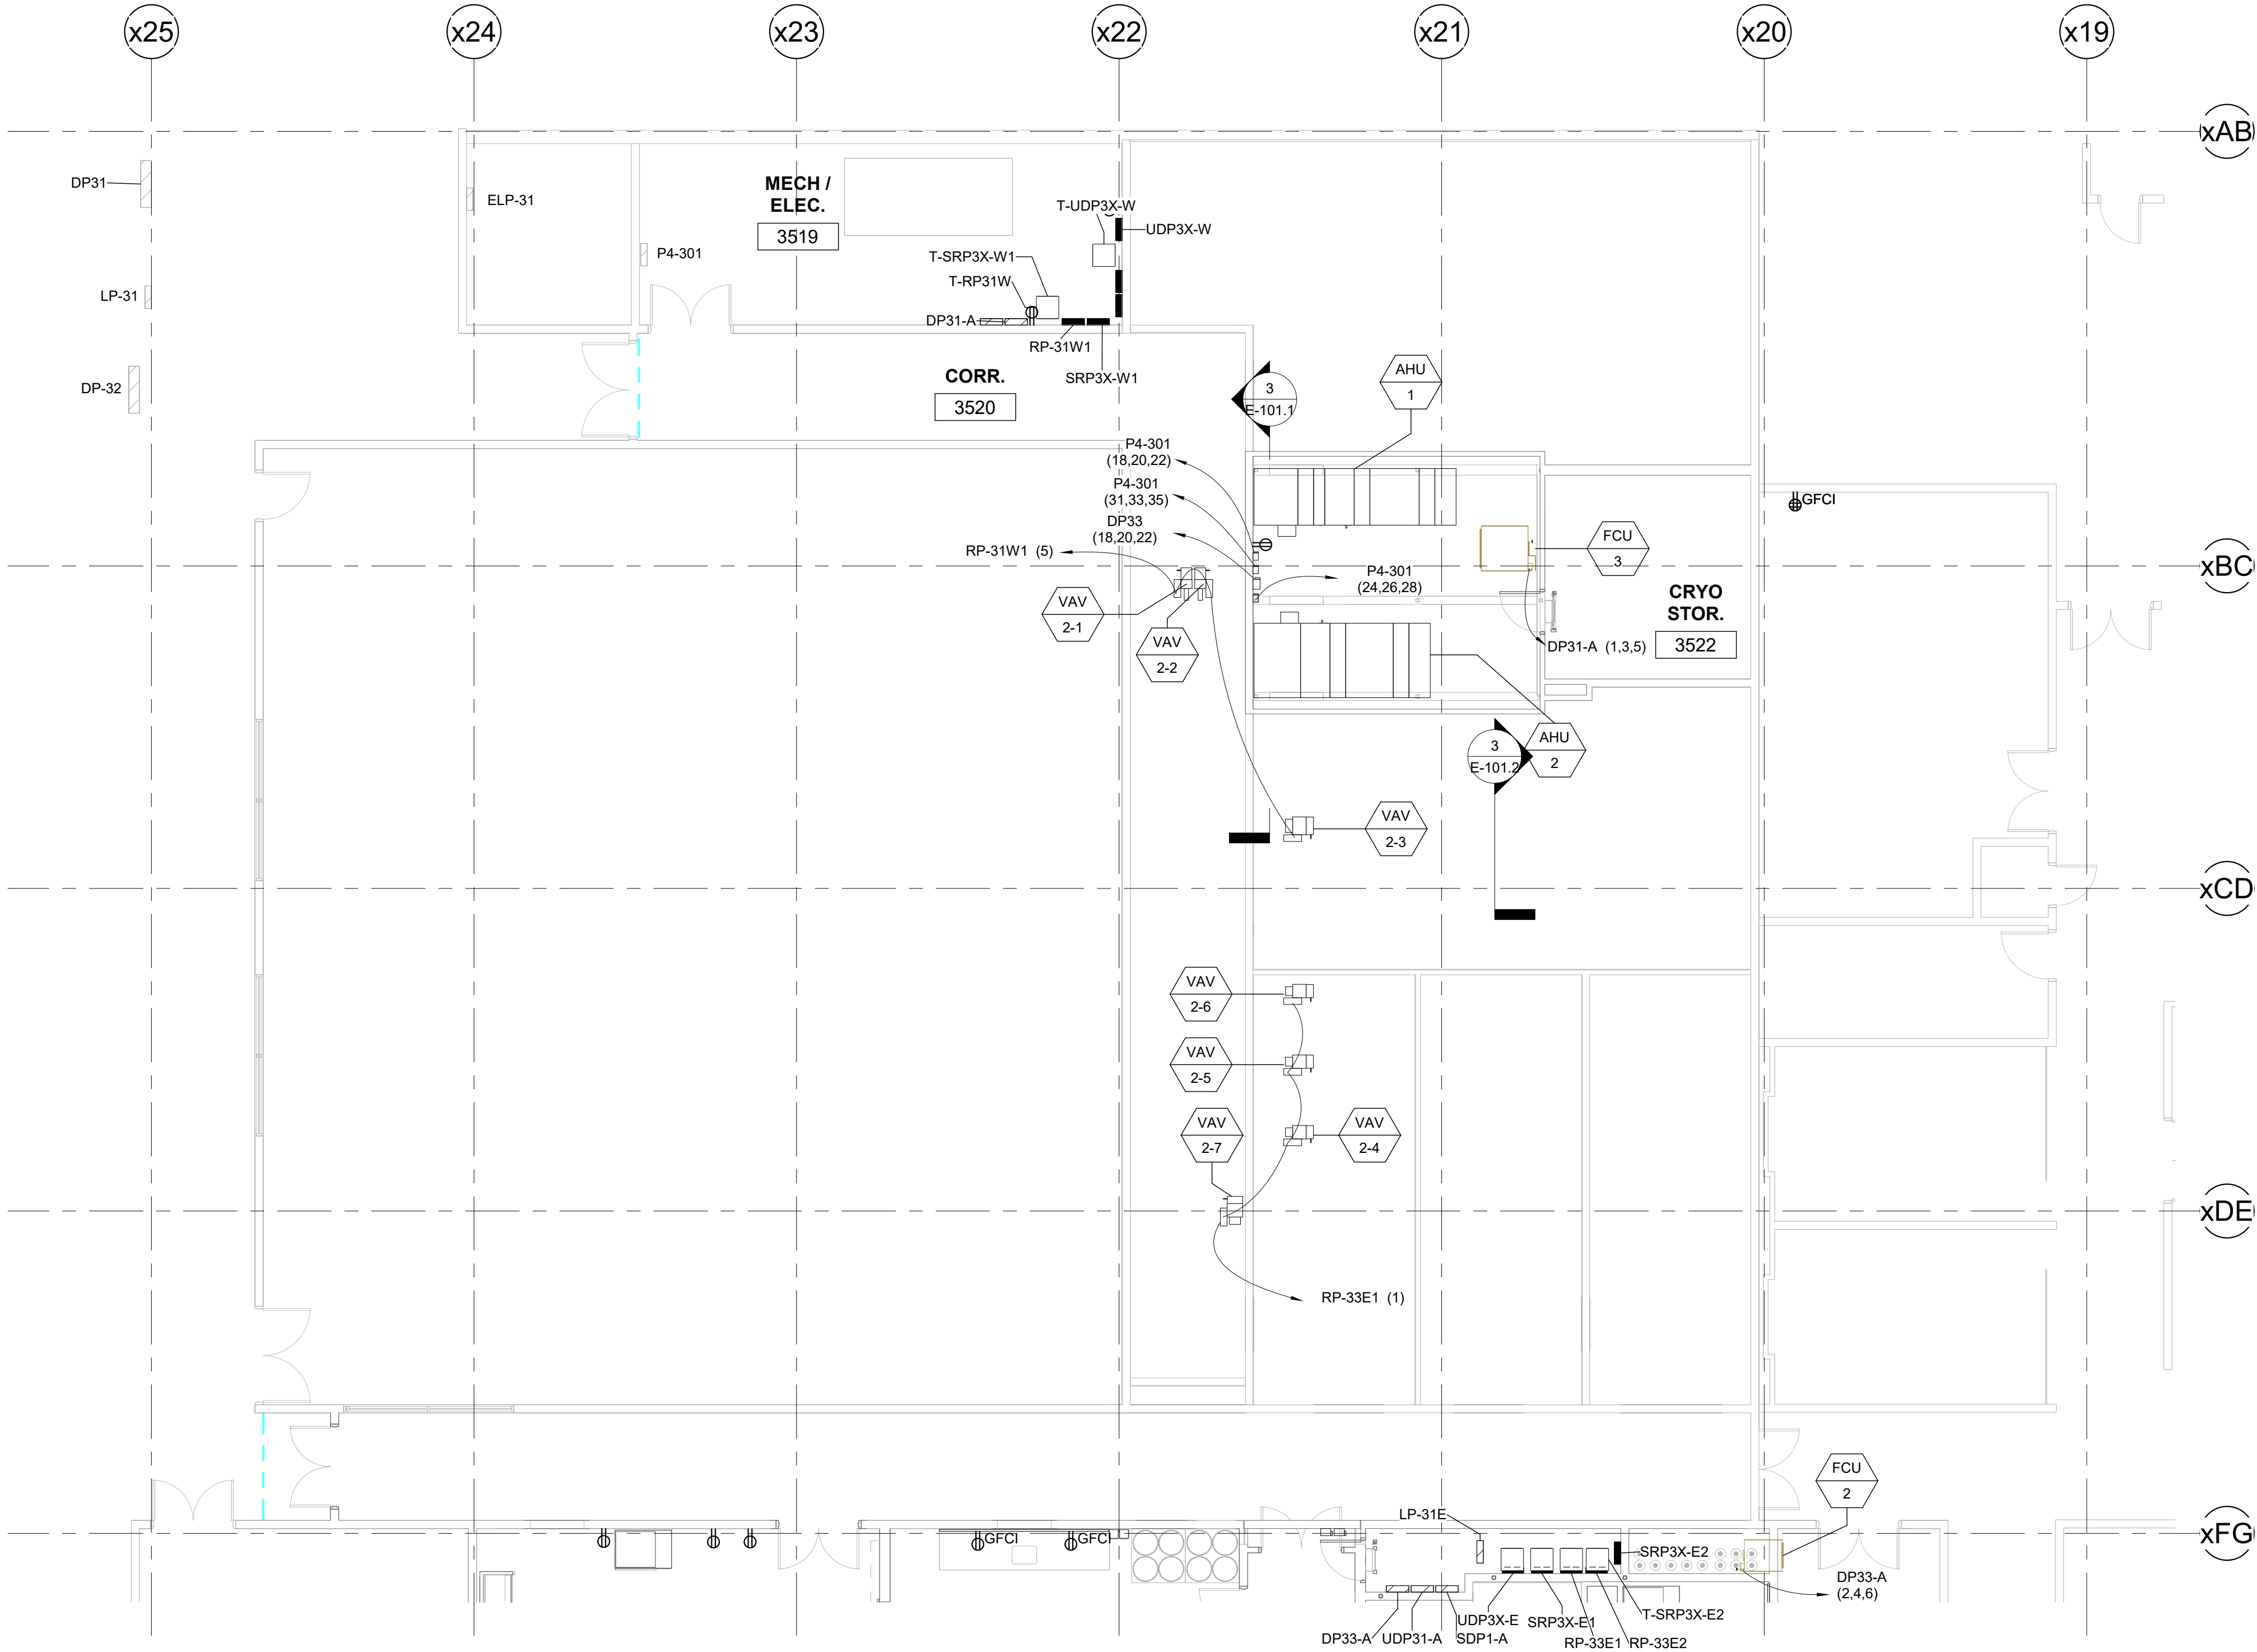 x25
x24
x23
x22
x21
x20
x19
xAB
DP31
ELP-31
MECH /
ELEC.
3519
T-UDP3X-W
UDP3X-W
P4-301
T-SRP3X-W1
T-RP31W
LP-31
DP31-A
RP-31W1
SRP3X-W1
DP-32
CORR.
3520
3
E-101.1
AHU
1
P4-301
(18,20,22)
P4-301
(31,33,35)
DP33
(18,20,22)
GFCI
RP-31W1 (5)
FCU
3
xBC
P4-301
(24,26,28)
CRYO
STOR.
3522
VAV
2-1
VAV
2-2
DP31-A (1,3,5)
3
E-101.2
AHU
2
VAV
2-3
xCD
VAV
2-6
VAV
2-5
VAV
2-7
VAV
2-4
xDE
RP-33E1 (1)
FCU
2
LP-31E
GFCI
GFCI
xFG
SRP3X-E2
DP33-A
(2,4,6)
UDP3X-E
SRP3X-E1
T-SRP3X-E2
DP33-A
UDP31-A
SDP1-A
RP-33E1
RP-33E2